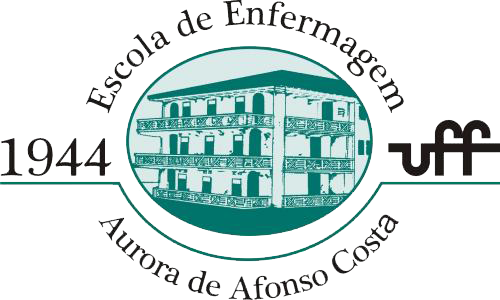 Escola de Enfermagem
1944
uff
Aurora de Afonso Costa